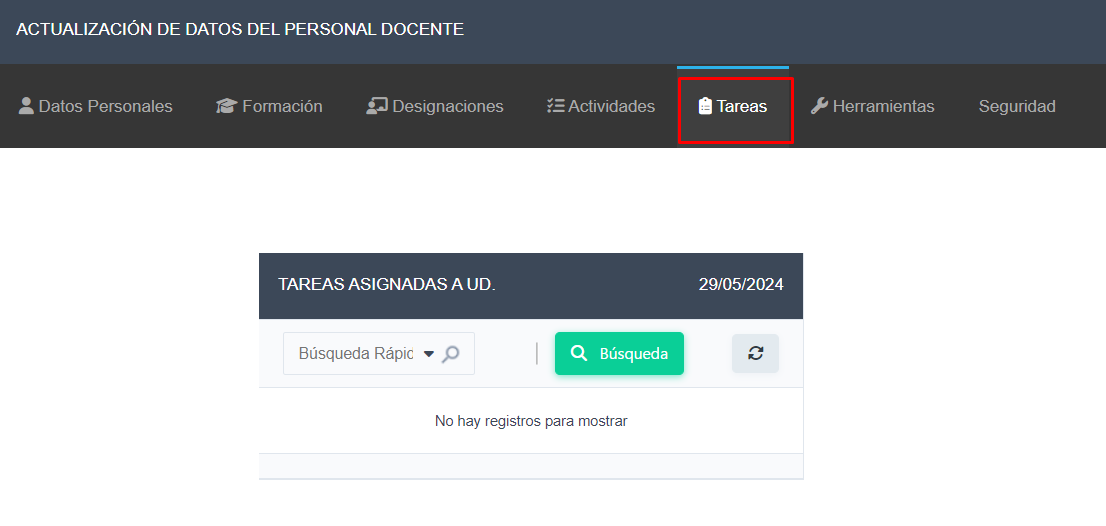 ACTUALIZACIÓN DE DATOS DEL PERSONAL DOCENTE
Datos Personales Formación Designaciones Actividades Tareas Herramientas Seguridad
TAREAS ASIGNADAS A UD. 29/05/2024
Búsqueda Rápid Búsqueda
No hay registros para mostrar